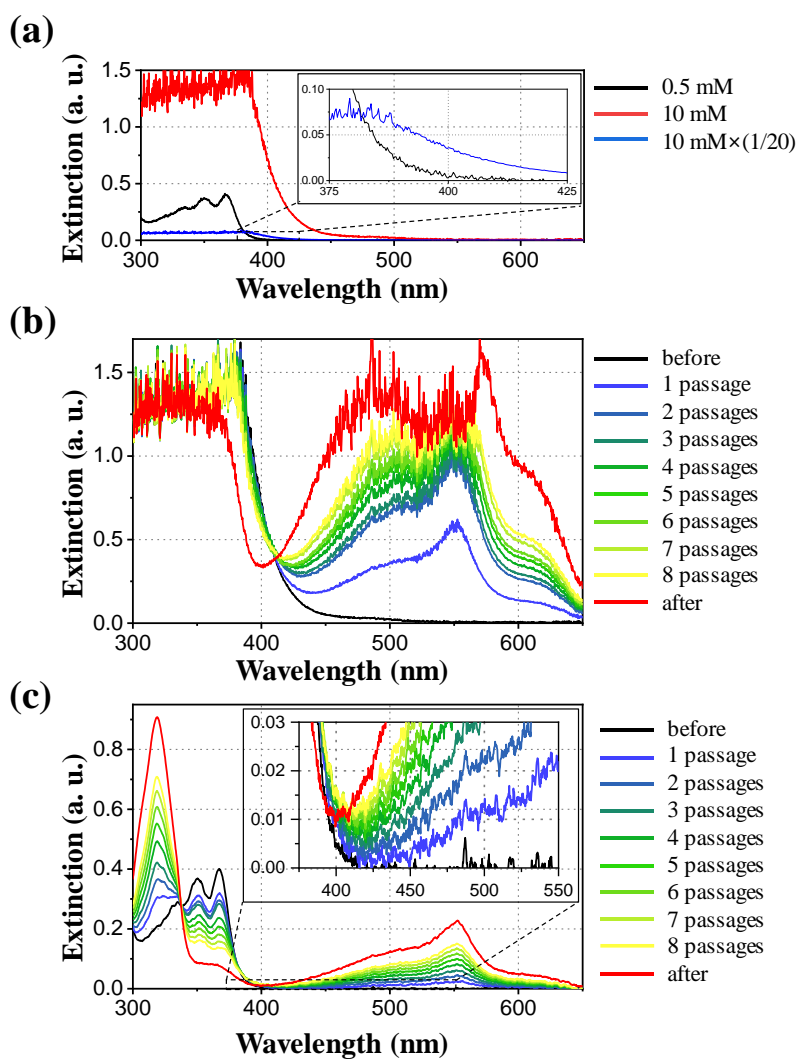 (a)
Extinction (a. u.)
1.5
1.0
0.5
0.0
300
400
500
600
Wavelength (nm)
0.10
0.05
0.00
375
400
425
0.5 mM
10 mM
10 mM×(1/20)
(b)
Extinction (a. u.)
1.5
1.0
0.5
0.0
300
400
500
600
Wavelength (nm)
before
1 passage
2 passages
3 passages
4 passages
5 passages
6 passages
7 passages
8 passages
after
(c)
Extinction (a. u.)
0.8
0.6
0.4
0.2
0.0
300
400
500
600
Wavelength (nm)
0.03
0.02
0.01
0.00
400
450
500
550
before
1 passage
2 passages
3 passages
4 passages
5 passages
6 passages
7 passages
8 passages
after